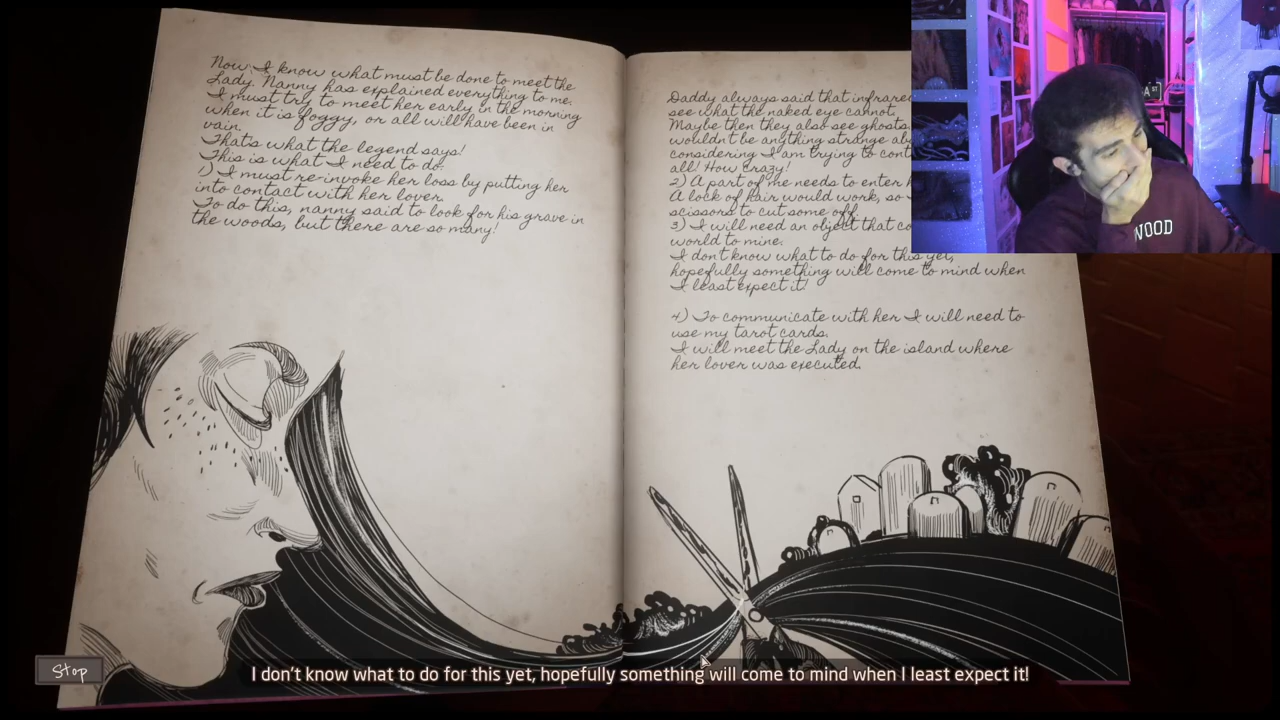 Now I know what must be done to meet the
Lady. Nanny has explained everything to me.
I must try to meet her early in the morning
when it is foggy, or all will have been in
vain.
That's what the legend says!
This is what I need to do:
1) I must re-invoke her loss by putting her
into contact with her lover.
To do this, nanny said to look for his grave in
the woods, but there are so many!
Daddy always said that infrared
see what the naked eye cannot.
Maybe then they also see ghosts
wouldn't be anything strange
considering I am trying to
all! How crazy!
2) A part of me needs to enter
A lock of hair would work, so
scissors to cut some off.
3) I will need an object that
world to mine.
I don't know what to do for this yet,
hopefully something will come to mind when
I least expect it!
4) To communicate with her I will need to
use my tarot cards.
I will meet the Lady on the island where
her lover was executed.
WOOD
Stop
I don't know what to do for this yet, hopefully something will come to mind when I least expect it!